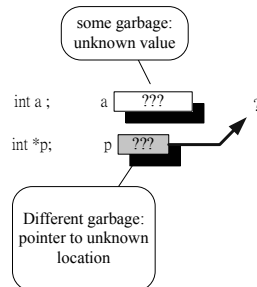 some garbage:
unknown value
int a ; a ???
int *p; p ???
Different garbage:
pointer to unknown
location